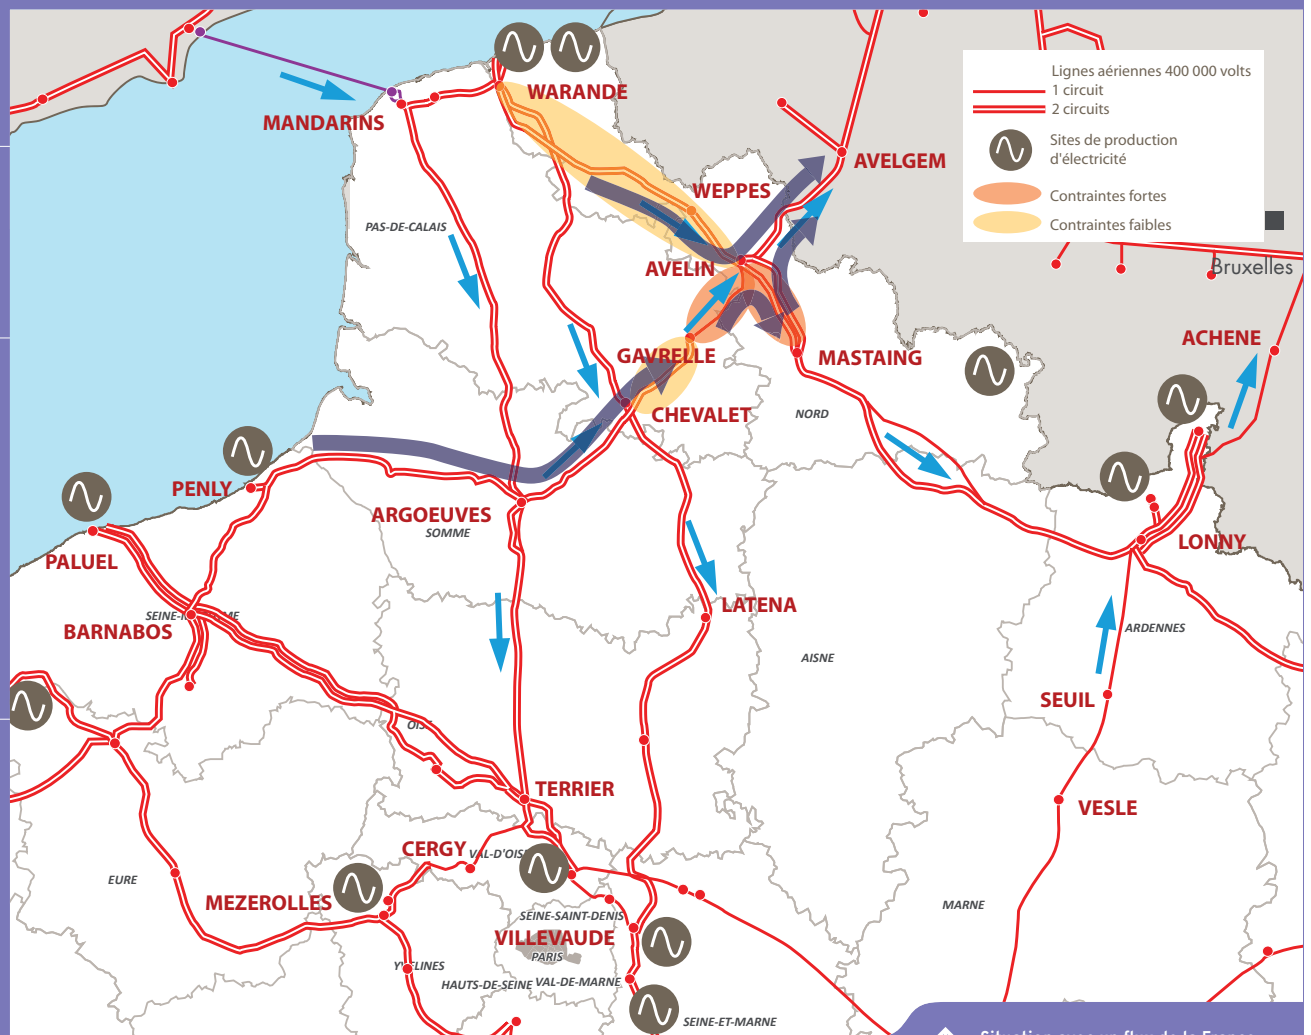 WARANDE
MANDARINS
Lignes aériennes 400 000 volts
1 circuit
2 circuits
Sites de production
d'électricité
Contraintes fortes
Contraintes faibles
AVELGEM
WEPPES
PAS-DE-CALAIS
AVELIN
Bruxelles
ACHENE
GAVRELLE
MASTAING
CHEVALET
NORD
PENLY
ARGOEUVES
SOMME
LONNY
PALUEL
LATENA
BARNABOS
ARDENNES
AISNE
SEUIL
OISE
TERRIER
VESLE
CERGY
VAL-D'OISE
EURE
MEZEROLLES
MARNE
SEINE-SAINT-DENIS
VILLEVAUDE
PARIS
YVELINES
HAUTS-DE-SEINE
VAL-DE-MARNE
SEINE-ET-MARNE